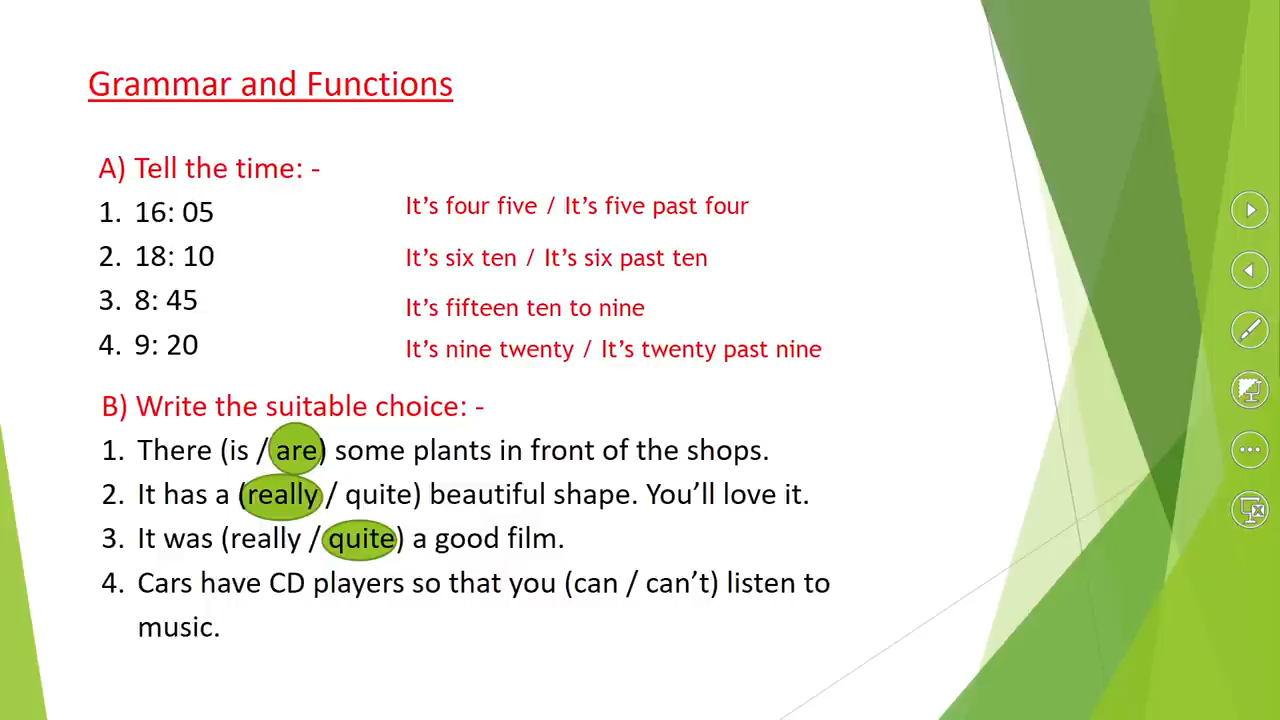 Grammar and Functions
A) Tell the time: -
1. 16: 05
It’s four five / It’s five past four
2. 18: 10
It’s six ten / It’s six past ten
3. 8: 45
It’s fifteen ten to nine
4. 9: 20
It’s nine twenty / It’s twenty past nine
B) Write the suitable choice: -
1. There (is / are) some plants in front of the shops.
2. It has a (really / quite) beautiful shape. You’ll love it.
3. It was (really / quite) a good film.
4. Cars have CD players so that you (can / can’t) listen to
music.